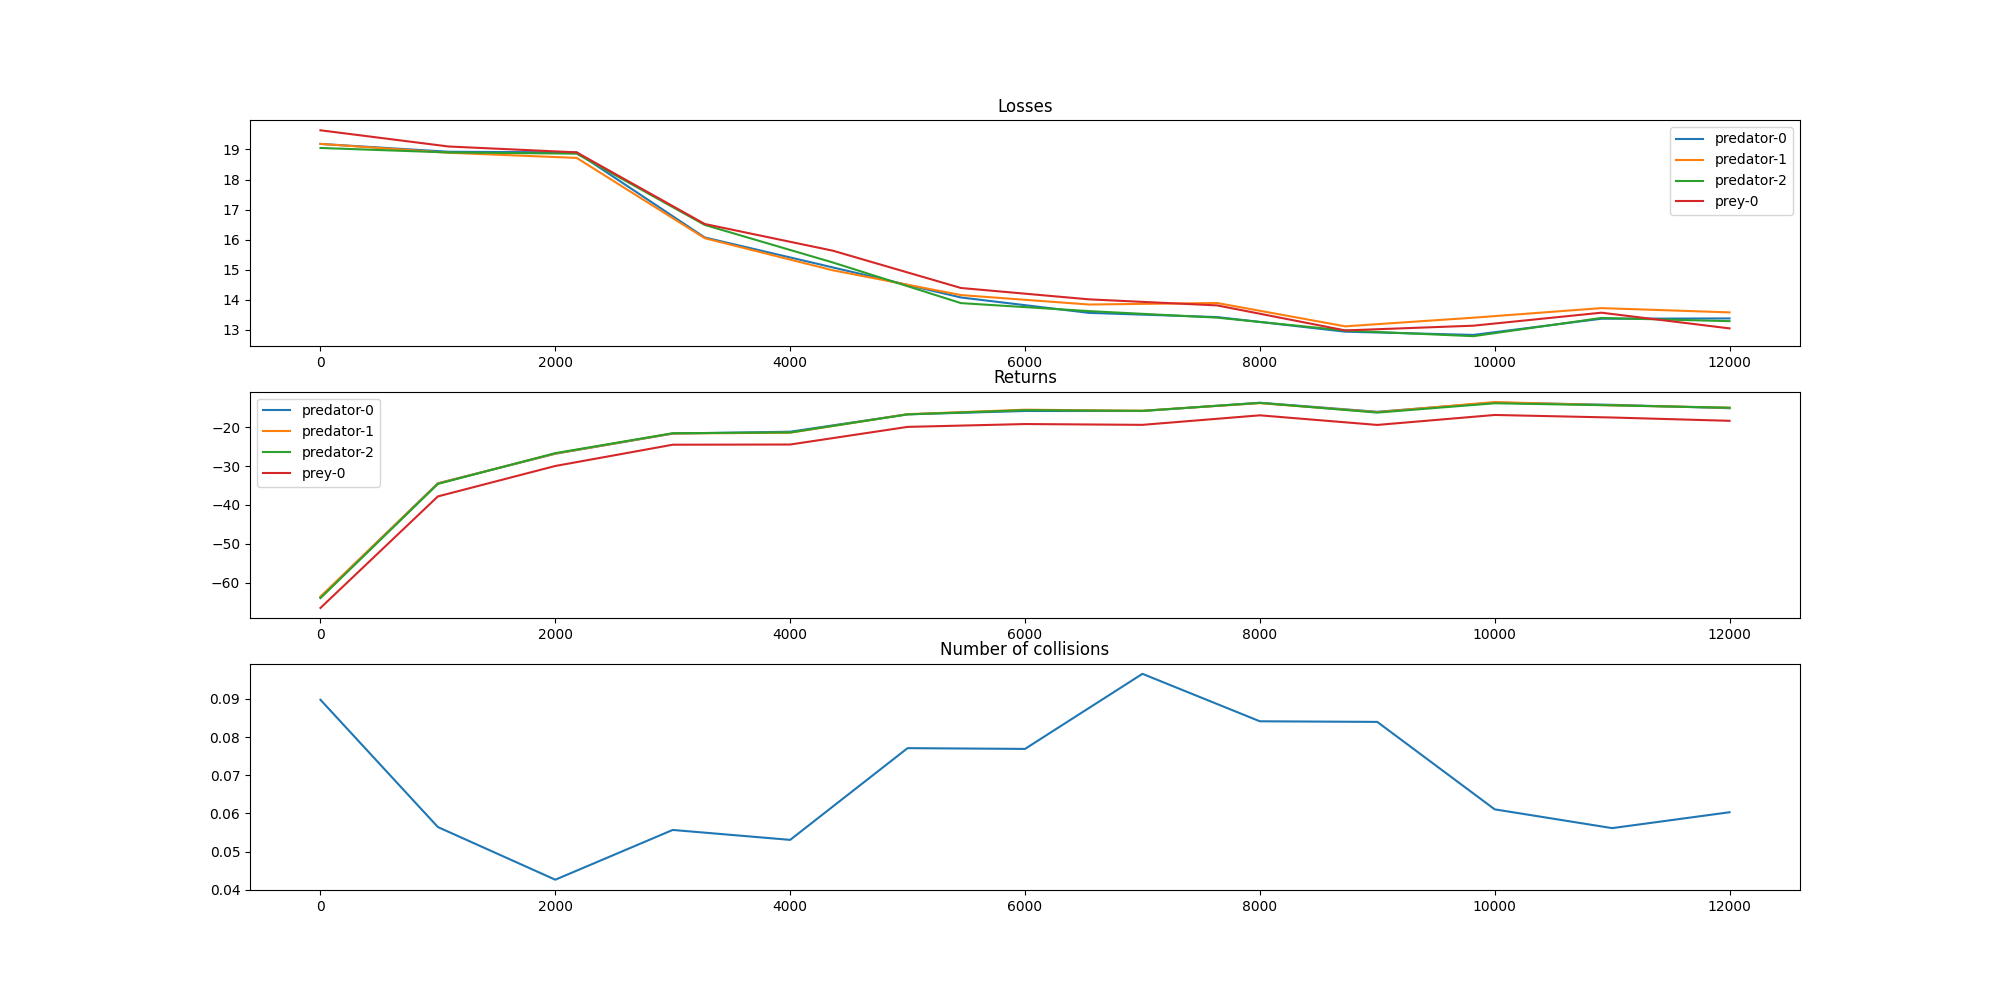 Losses
19
18
17
16
15
14
13
predator-0
predator-1
predator-2
prey-0
0 2000 4000 6000 8000 10000 12000
Returns
−20
−30
−40
−50
−60
predator-0
predator-1
predator-2
prey-0
0 2000 4000 6000 8000 10000 12000
Number of collisions
0.09
0.08
0.07
0.06
0.05
0.04
0 2000 4000 6000 8000 10000 12000